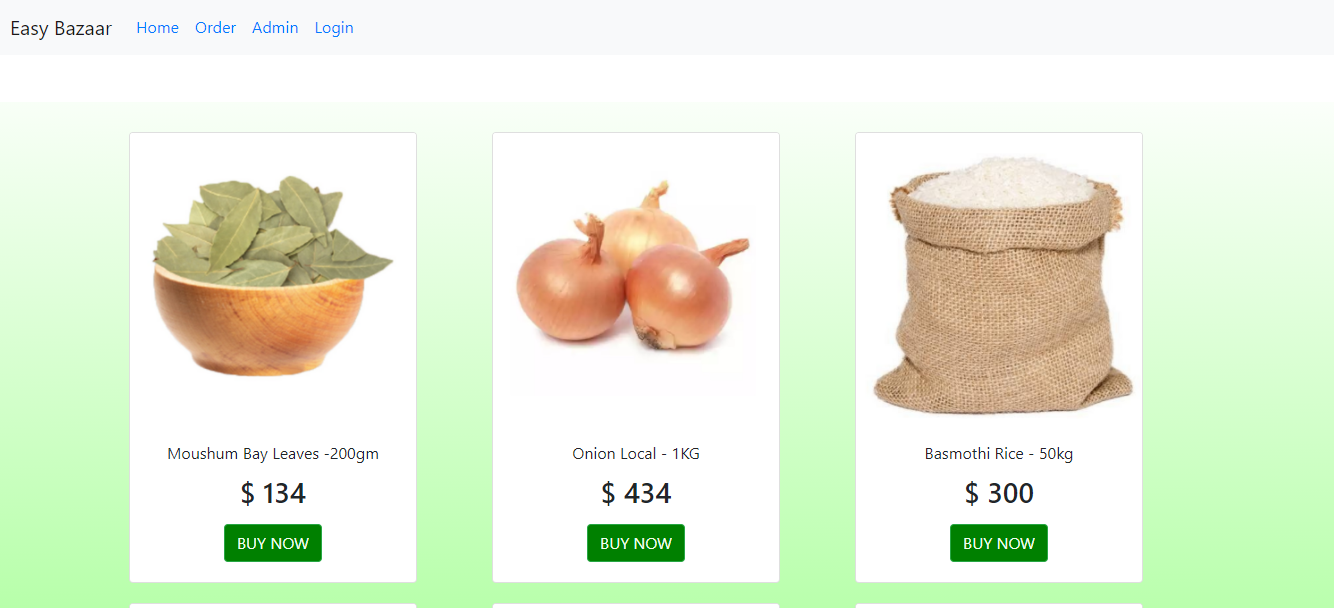 Easy Bazaar Home Order Admin Login
Moushum Bay Leaves -200gm
$ 134
BUY NOW
Onion Local - 1KG
$ 434
BUY NOW
Basmothi Rice - 50kg
$ 300
BUY NOW